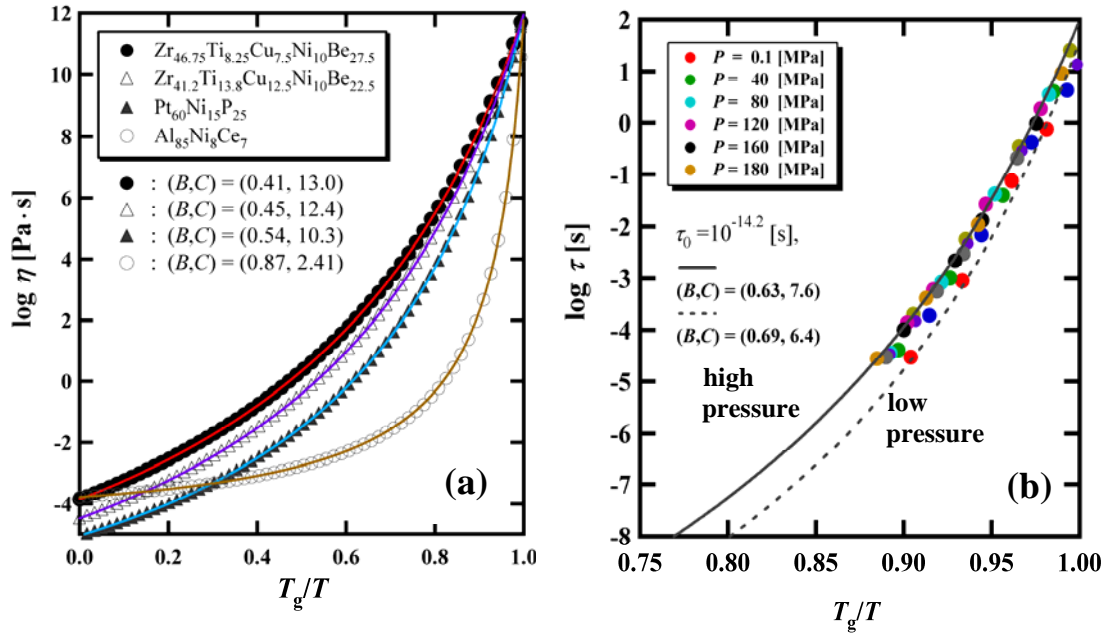 12
10
8
6
4
2
0
-2
-4
log η [Pa·s]
Zr46.75Ti8.25Cu7.5Ni10Be27.5
Zr41.2Ti13.8Cu12.5Ni10Be22.5
Pt60Ni15P25
Al85Ni8Ce7
: (B,C) = (0.41, 13.0)
: (B,C) = (0.45, 12.4)
: (B,C) = (0.54, 10.3)
: (B,C) = (0.87, 2.41)
(a)
0.0 0.2 0.4 0.6 0.8 1.0
Tg/T
2
1
0
-1
-2
-3
-4
-5
-6
-7
-8
log τ [s]
P = 0.1 [MPa]
P = 40 [MPa]
P = 80 [MPa]
P = 120 [MPa]
P = 160 [MPa]
P = 180 [MPa]
τ0 =10-14.2 [s],
(B,C) = (0.63, 7.6)
(B,C) = (0.69, 6.4)
high
pressure
low
pressure
(b)
0.75 0.80 0.85 0.90 0.95 1.00
Tg/T